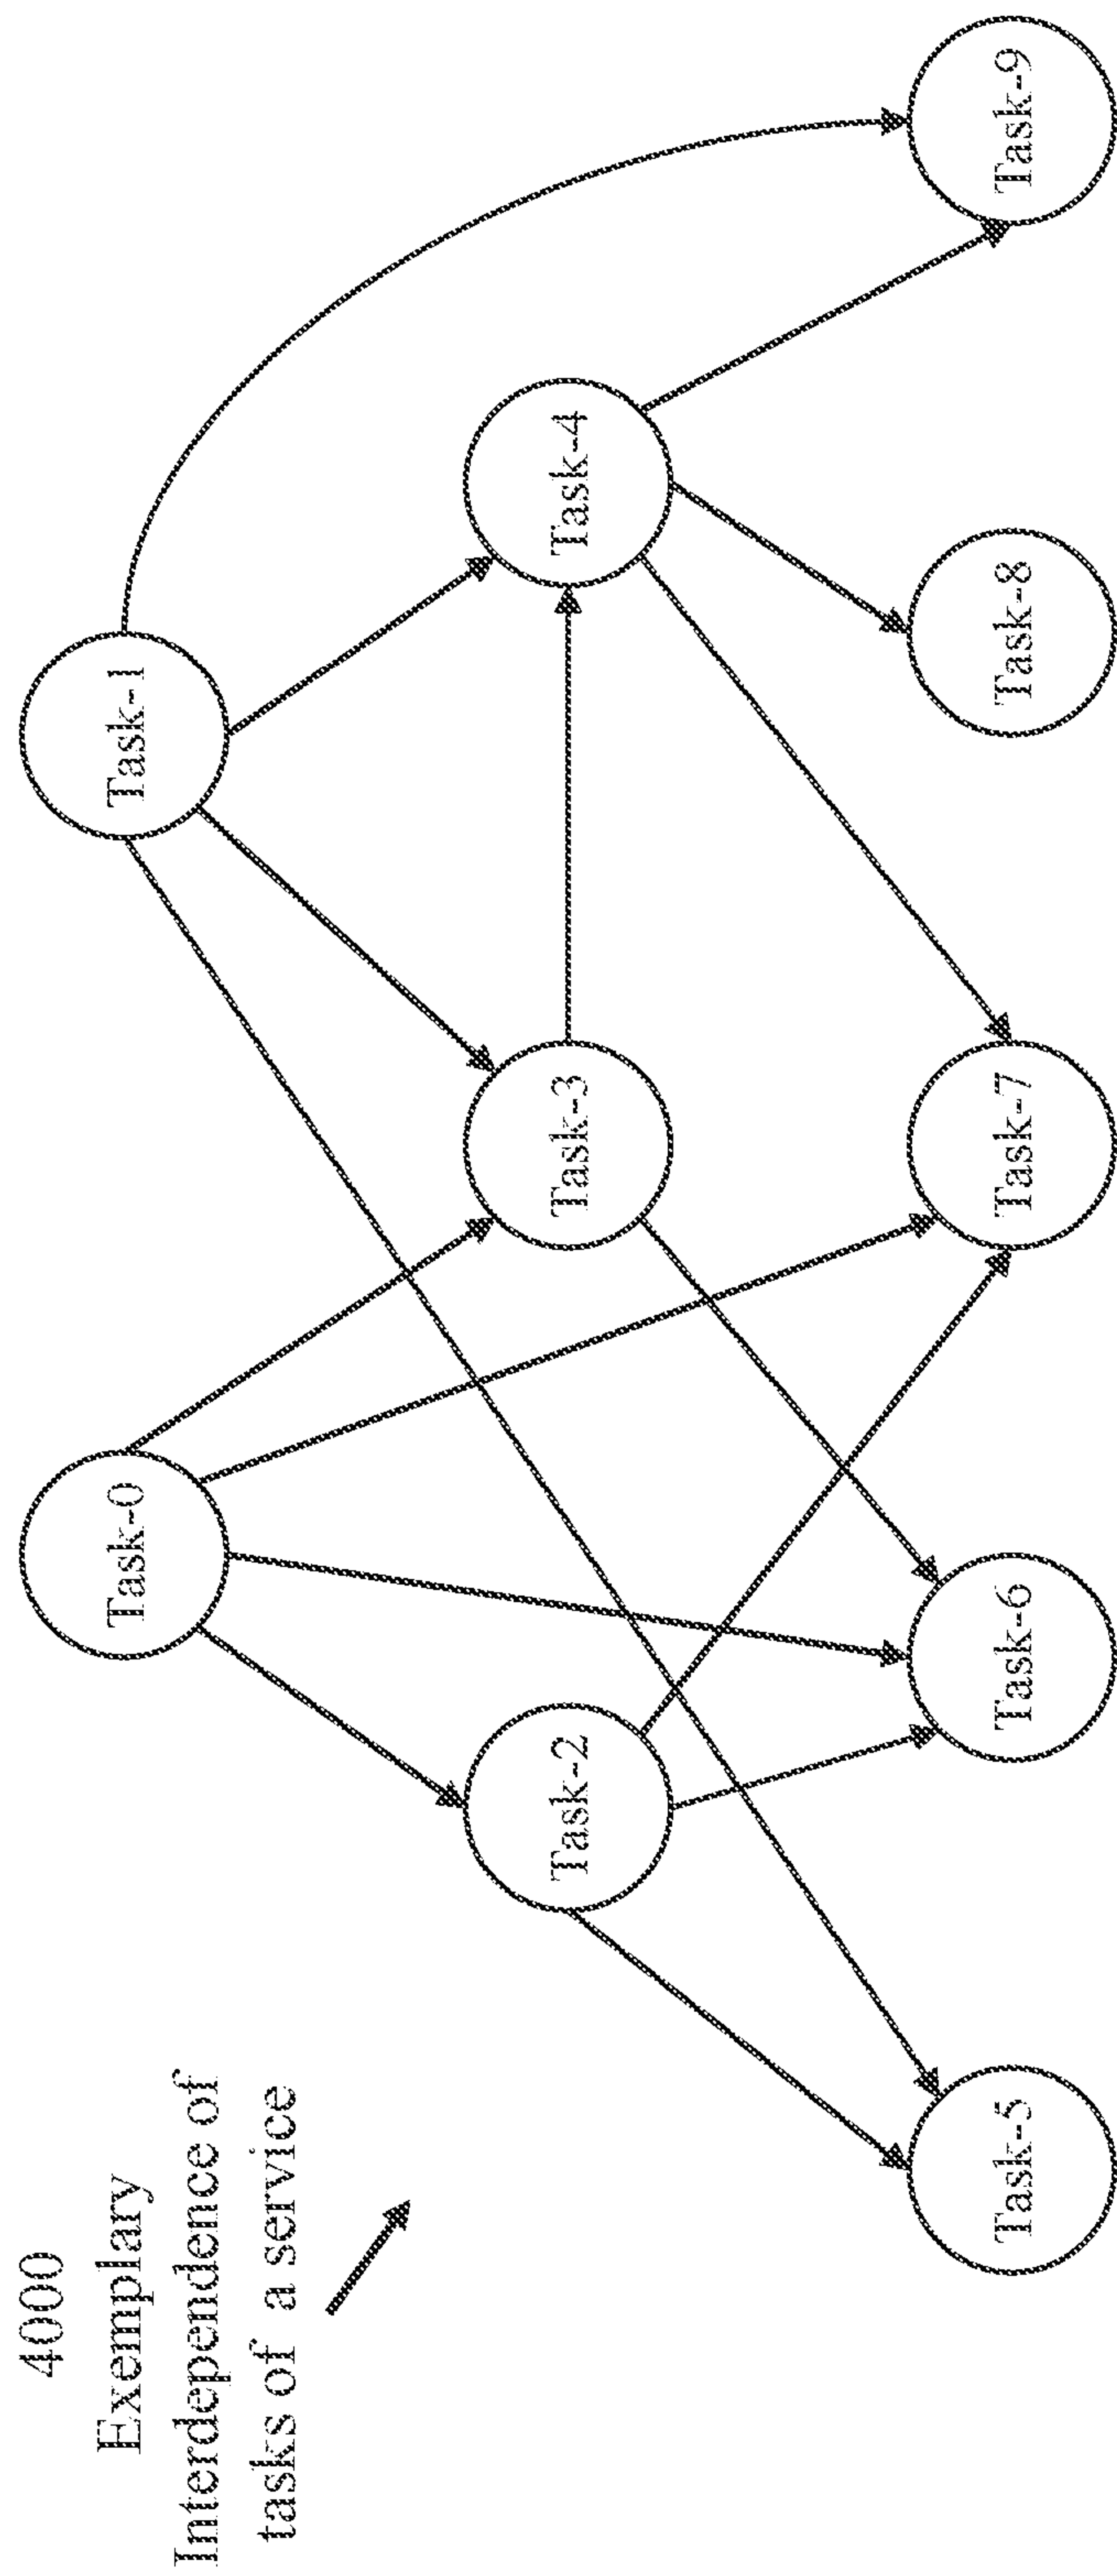 4000
Exemplary
Interdependence of
tasks of a service
Task-0
Task-1
Task-2
Task-3
Task-4
Task-5
Task-6
Task-7
Task-8
Task-9